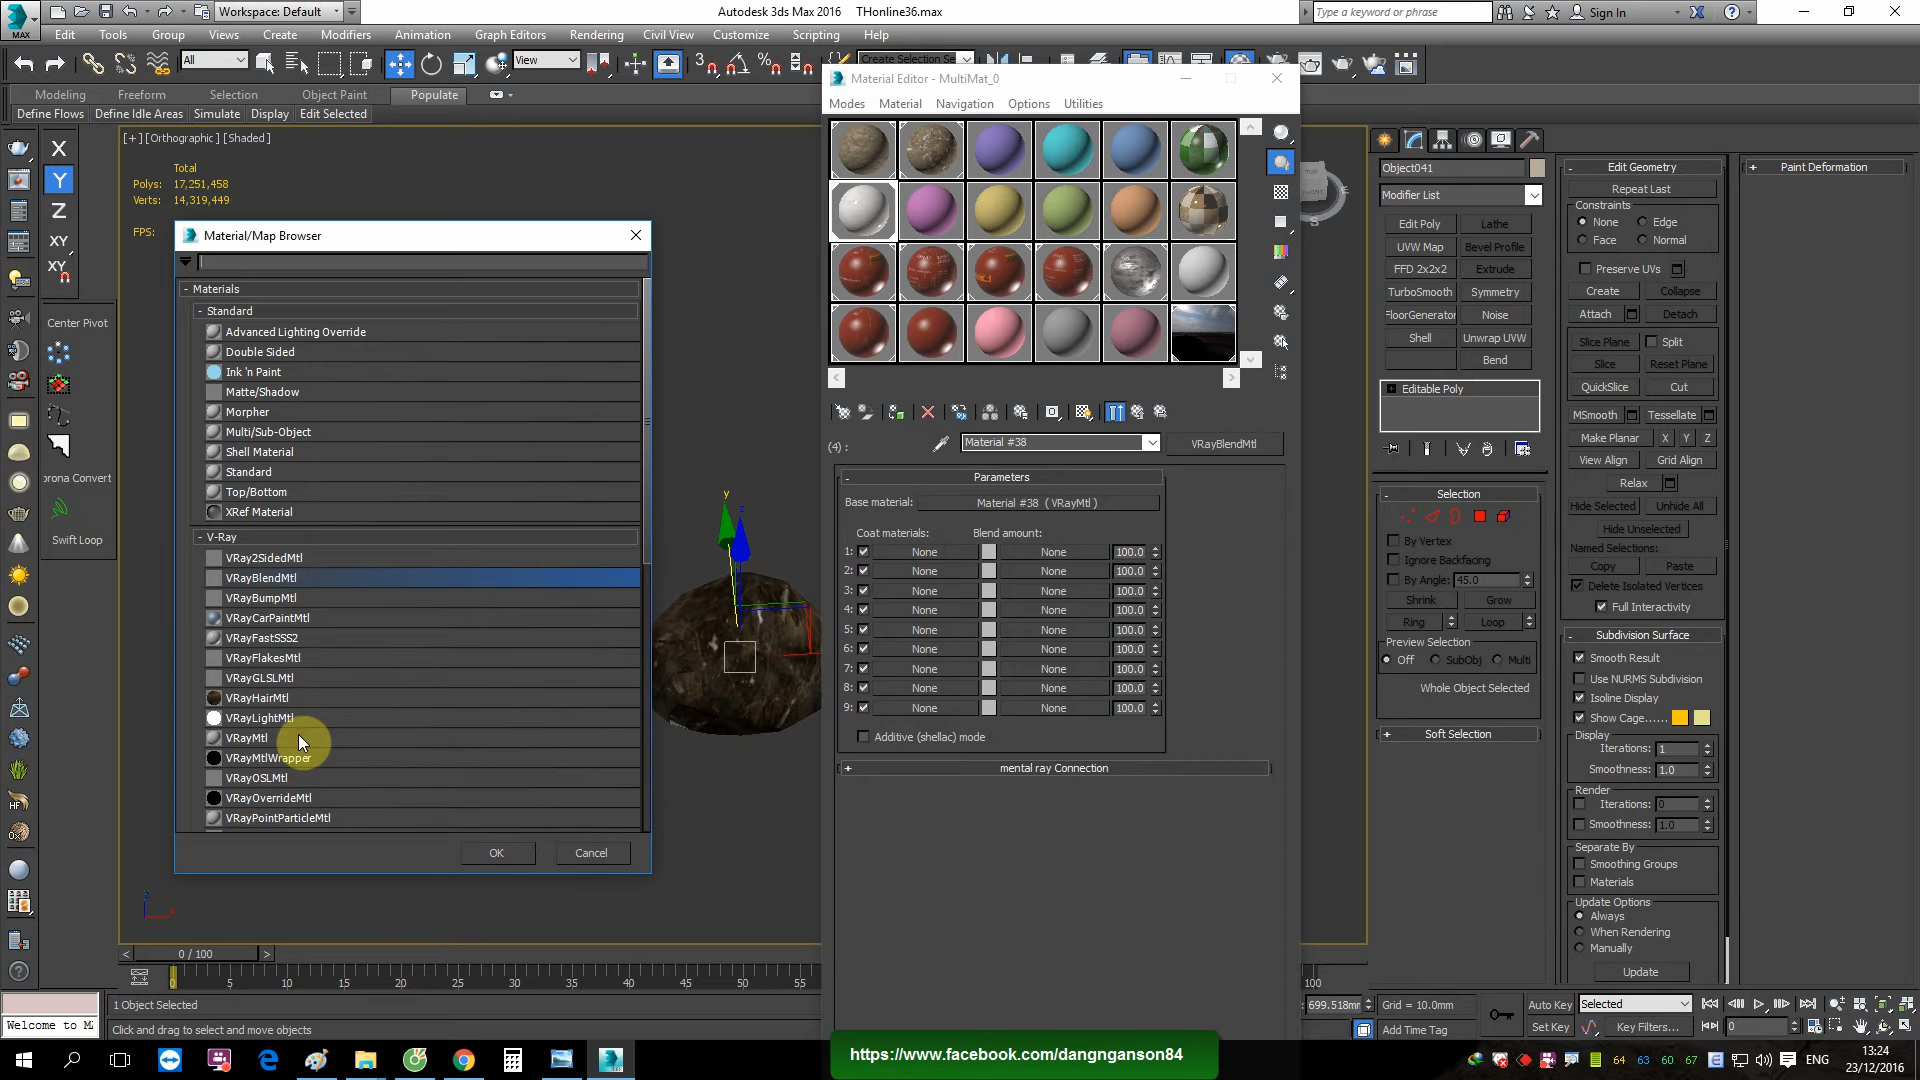 MAX
Workspace: Default
Autodesk 3ds Max 2016 THonline36.max
Type a keyword or phrase
Sign In
Edit Tools Group Views Create Modifiers Animation Graph Editors Rendering Civil View Customize Scripting Help
All View Create Selection Se
Modeling Freeform Selection Object Paint Populate
Define Flows Define Idle Areas Simulate Display Edit Selected
[+] [Orthographic] [Shaded]
Total
Polys: 17,251,458
Verts: 14,319,449
FPS:
X
Y
Z
XY
XY
Center Pivot
orona Convert
Swift Loop
Material/Map Browser
- Materials
- Standard
Advanced Lighting Override
Double Sided
Ink 'n Paint
Matte/Shadow
Morpher
Multi/Sub-Object
Shell Material
Standard
Top/Bottom
XRef Material
- V-Ray
VRay2SidedMtl
VRayBlendMtl
VRayBumpMtl
VRayCarPaintMtl
VRayFastSSS2
VRayFlakesMtl
VRayGLSLMtl
VRayHairMtl
VRayLightMtl
VRayMtl
VRayMtlWrapper
VRayOSLMtl
VRayOverrideMtl
VRayPointParticleMtl
OK Cancel
y
z
Material Editor - MultiMat_0
Modes Material Navigation Options Utilities
(4) : Material #38 VRayBlendMtl
- Parameters
Base material: Material #38 ( VRayMtl )
Coat materials: Blend amount:
1: None None 100.0
2: None None 100.0
3: None None 100.0
4: None None 100.0
5: None None 100.0
6: None None 100.0
7: None None 100.0
8: None None 100.0
9: None None 100.0
Additive (shellac) mode
+ mental ray Connection
TOP
Object041
Modifier List
Edit Poly Lathe
UVW Map Bevel Profile
FFD 2x2x2 Extrude
TurboSmooth Symmetry
FloorGenerator Noise
Shell Unwrap UVW
Bend
Editable Poly
- Selection
By Vertex
Ignore Backfacing
By Angle: 45.0
Shrink Grow
Ring Loop
Preview Selection
Off SubObj Multi
Whole Object Selected
+ Soft Selection
- Edit Geometry
Repeat Last
Constraints
None Edge
Face Normal
Preserve UVs
Create Collapse
Attach Detach
Slice Plane Split
Slice Reset Plane
QuickSlice Cut
MSmooth Tessellate
Make Planar X Y Z
View Align Grid Align
Relax
Hide Selected Unhide All
Hide Unselected
Named Selections:
Copy Paste
Delete Isolated Vertices
Full Interactivity
- Subdivision Surface
Smooth Result
Use NURMS Subdivision
Isoline Display
Show Cage......
Display
Iterations: 1
Smoothness: 1.0
Render
Iterations: 0
Smoothness: 1.0
Separate By
Smoothing Groups
Materials
Update Options
Always
When Rendering
Manually
Update
+ Paint Deformation
< 0 / 100 >
0 5 10 15 20 25 30 35 40 45 50 55 100
1 Object Selected
Welcome to M
Click and drag to select and move objects
699.518mm Grid = 10.0mm
Add Time Tag
Auto Key Selected
Set Key Key Filters... 0
https://www.facebook.com/dangnganson84
64 63 60 67 ENG
13:24
23/12/2016